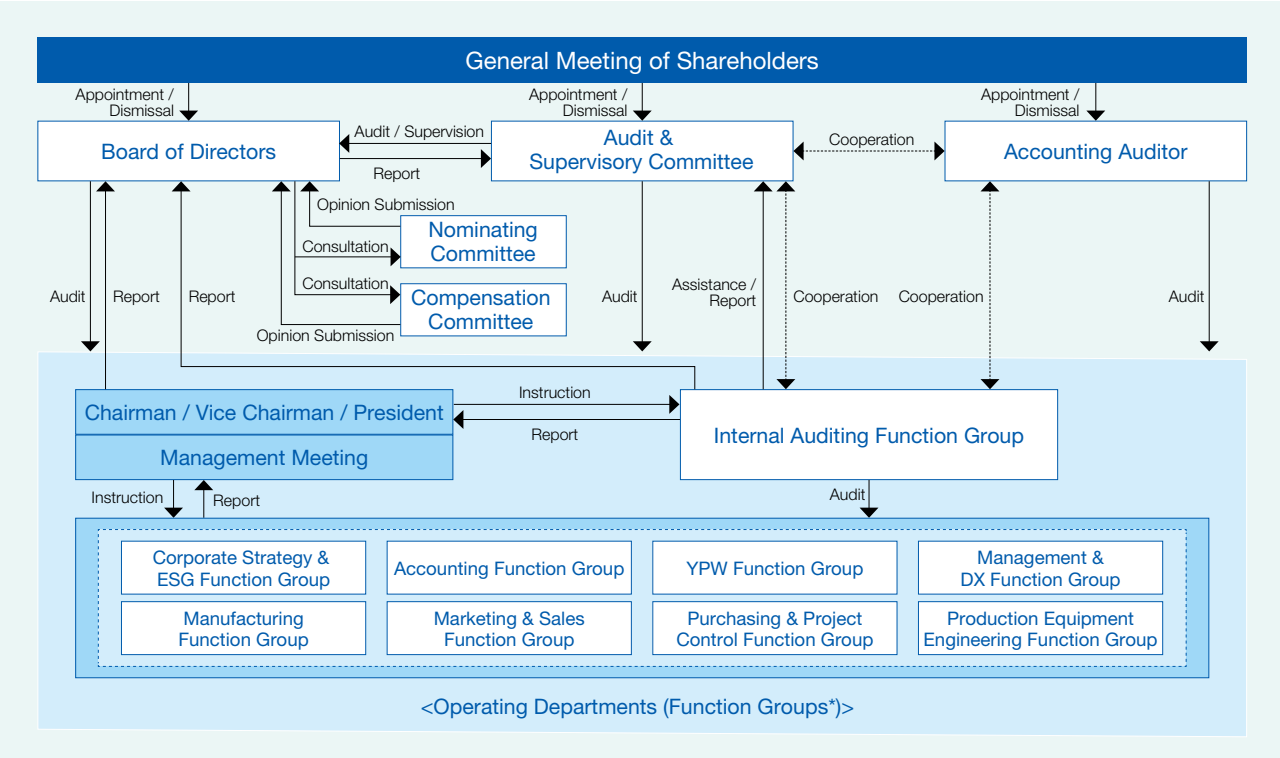 General Meeting of Shareholders
Appointment /
Dismissal
Appointment /
Dismissal
Appointment /
Dismissal
Board of Directors
Audit / Supervision
Report
Audit &
Supervisory Committee
Cooperation
Accounting Auditor
Opinion Submission
Nominating
Committee
Consultation
Consultation
Compensation
Committee
Opinion Submission
Audit
Report
Report
Audit
Assistance /
Report
Cooperation
Cooperation
Audit
Chairman / Vice Chairman / President
Management Meeting
Instruction
Report
Internal Auditing Function Group
Instruction
Report
Audit
Corporate Strategy &
ESG Function Group
Accounting Function Group
YPW Function Group
Management &
DX Function Group
Manufacturing
Function Group
Marketing & Sales
Function Group
Purchasing & Project
Control Function Group
Production Equipment
Engineering Function Group
<Operating Departments (Function Groups*)>